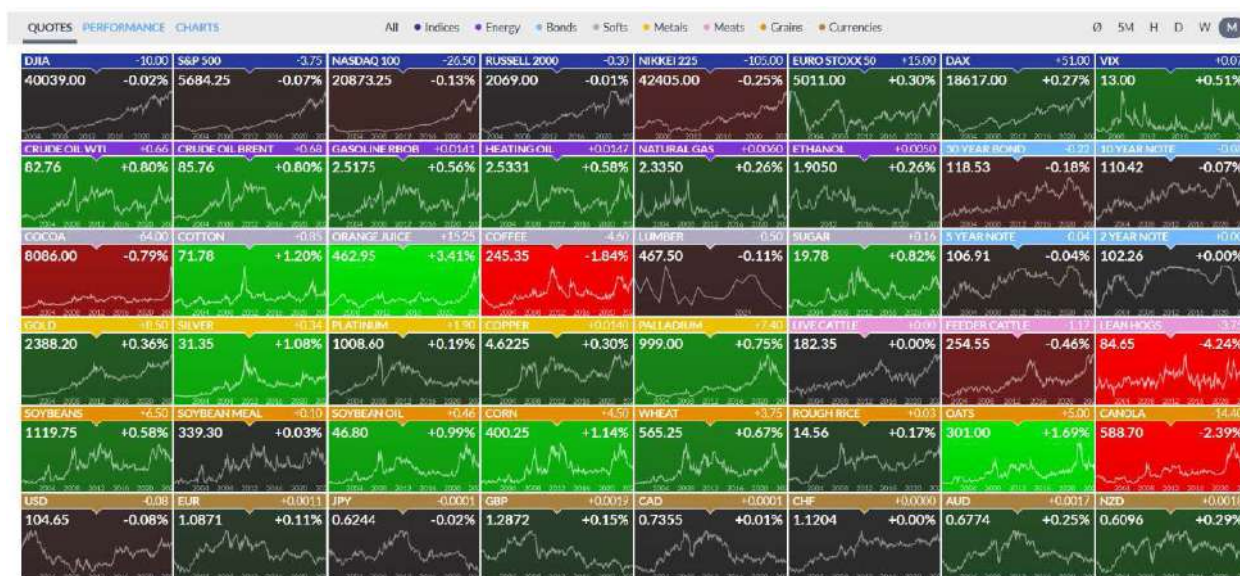 QUOTES PERFORMANCE CHARTS All Indices Energy Bonds Softs Metals Meats Grains Currencies Ø 5M H D W M
DJIA -10.00 S&P 500 -3.75 NASDAQ 100 -26.50 RUSSELL 2000 -0.30 NIKKEI 225 -105.00 EURO STOXX 50 +15.00 DAX +51.00 VIX +0.07
40039.00 -0.02% 5684.25 -0.07% 20873.25 -0.13% 2069.00 -0.01% 42405.00 -0.25% 5011.00 +0.30% 18617.00 +0.27% 13.00 +0.51%
CRUDE OIL WTI +0.66 CRUDE OIL BRENT +0.68 GASOLINE RBOB +0.0141 HEATING OIL +0.0147 NATURAL GAS +0.0060 ETHANOL +0.0050 30 YEAR BOND -0.22 10 YEAR NOTE
82.76 +0.80% 85.76 +0.80% 2.5175 +0.56% 2.5331 +0.58% 2.3350 +0.26% 1.9050 +0.26% 118.53 -0.18% 110.42 -0.07%
COCOA -64.00 COTTON +0.85 ORANGE JUICE +15.25 COFFEE -4.60 LUMBER -0.50 SUGAR +0.16 5 YEAR NOTE -0.04 2 YEAR NOTE +0.00
8086.00 -0.79% 71.78 +1.20% 462.95 +3.41% 245.35 -1.84% 467.50 -0.11% 19.78 +0.82% 106.91 -0.04% 102.26 +0.00%
GOLD +8.50 SILVER +0.34 PLATINUM +1.90 COPPER +0.0140 PALLADIUM +7.40 LIVE CATTLE +0.00 FEEDER CATTLE 1.17 LEAN HOGS -3.75
2388.20 +0.36% 31.35 +1.08% 1008.60 +0.19% 4.6225 +0.30% 999.00 +0.75% 182.35 +0.00% 254.55 -0.46% 84.65 -4.24%
SOYBEANS +6.50 SOYBEAN MEAL +0.10 SOYBEAN OIL +0.46 CORN +4.50 WHEAT +3.75 ROUGH RICE +0.03 OATS +5.00 CANOLA -14.40
1119.75 +0.58% 339.30 +0.03% 46.80 +0.99% 400.25 +1.14% 565.25 +0.67% 14.56 +0.17% 301.00 +1.69% 588.70 -2.39%
USD -0.08 EUR +0.0011 JPY -0.0001 GBP +0.0019 CAD +0.0001 CHF +0.0000 AUD +0.0017 NZD +0.0018
104.65 -0.08% 1.0871 +0.11% 0.6244 -0.02% 1.2872 +0.15% 0.7355 +0.01% 1.1204 +0.00% 0.6774 +0.25% 0.6096 +0.29%